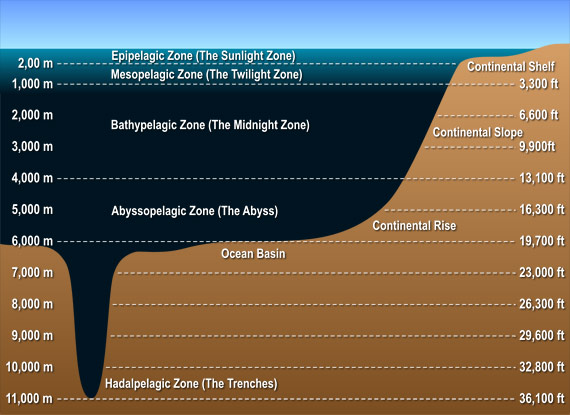 Epipelagic Zone (The Sunlight Zone)
2,00 m
Continental Shelf
Mesopelagic Zone (The Twilight Zone)
1,000 m
3,300 ft
2,000 m
6,600 ft
Bathypelagic Zone (The Midnight Zone)
Continental Slope
3,000 m
9,900ft
4,000 m
13,100 ft
5,000 m
Abyssopelagic Zone (The Abyss)
16,300 ft
Continental Rise
6,000 m
19,700 ft
Ocean Basin
7,000 m
23,000 ft
8,000 m
26,300 ft
9,000 m
29,600 ft
10,000 m
32,800 ft
Hadalpelagic Zone (The Trenches)
11,000 m
36,100 ft